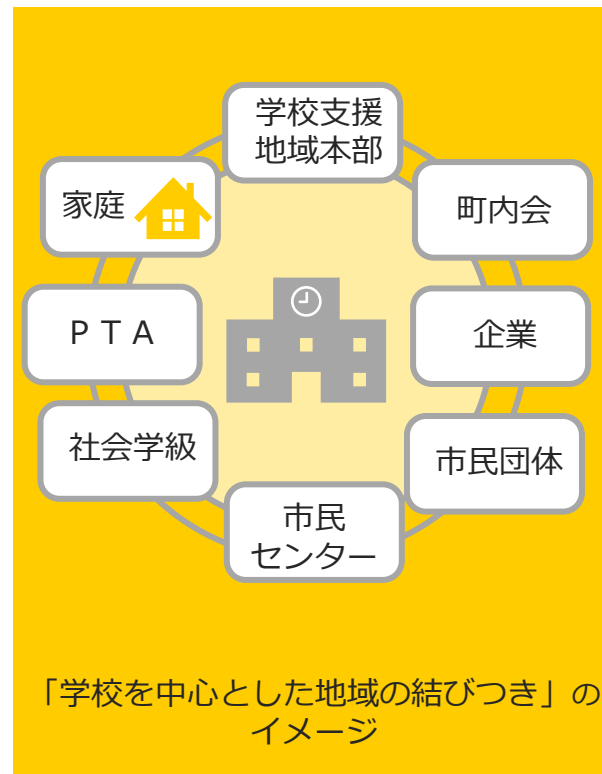 学校支援
地域本部
家庭
町内会
ＰＴＡ
企業
社会学級
市民団体
市民
センター
「学校を中心とした地域の結びつき」の
イメージ